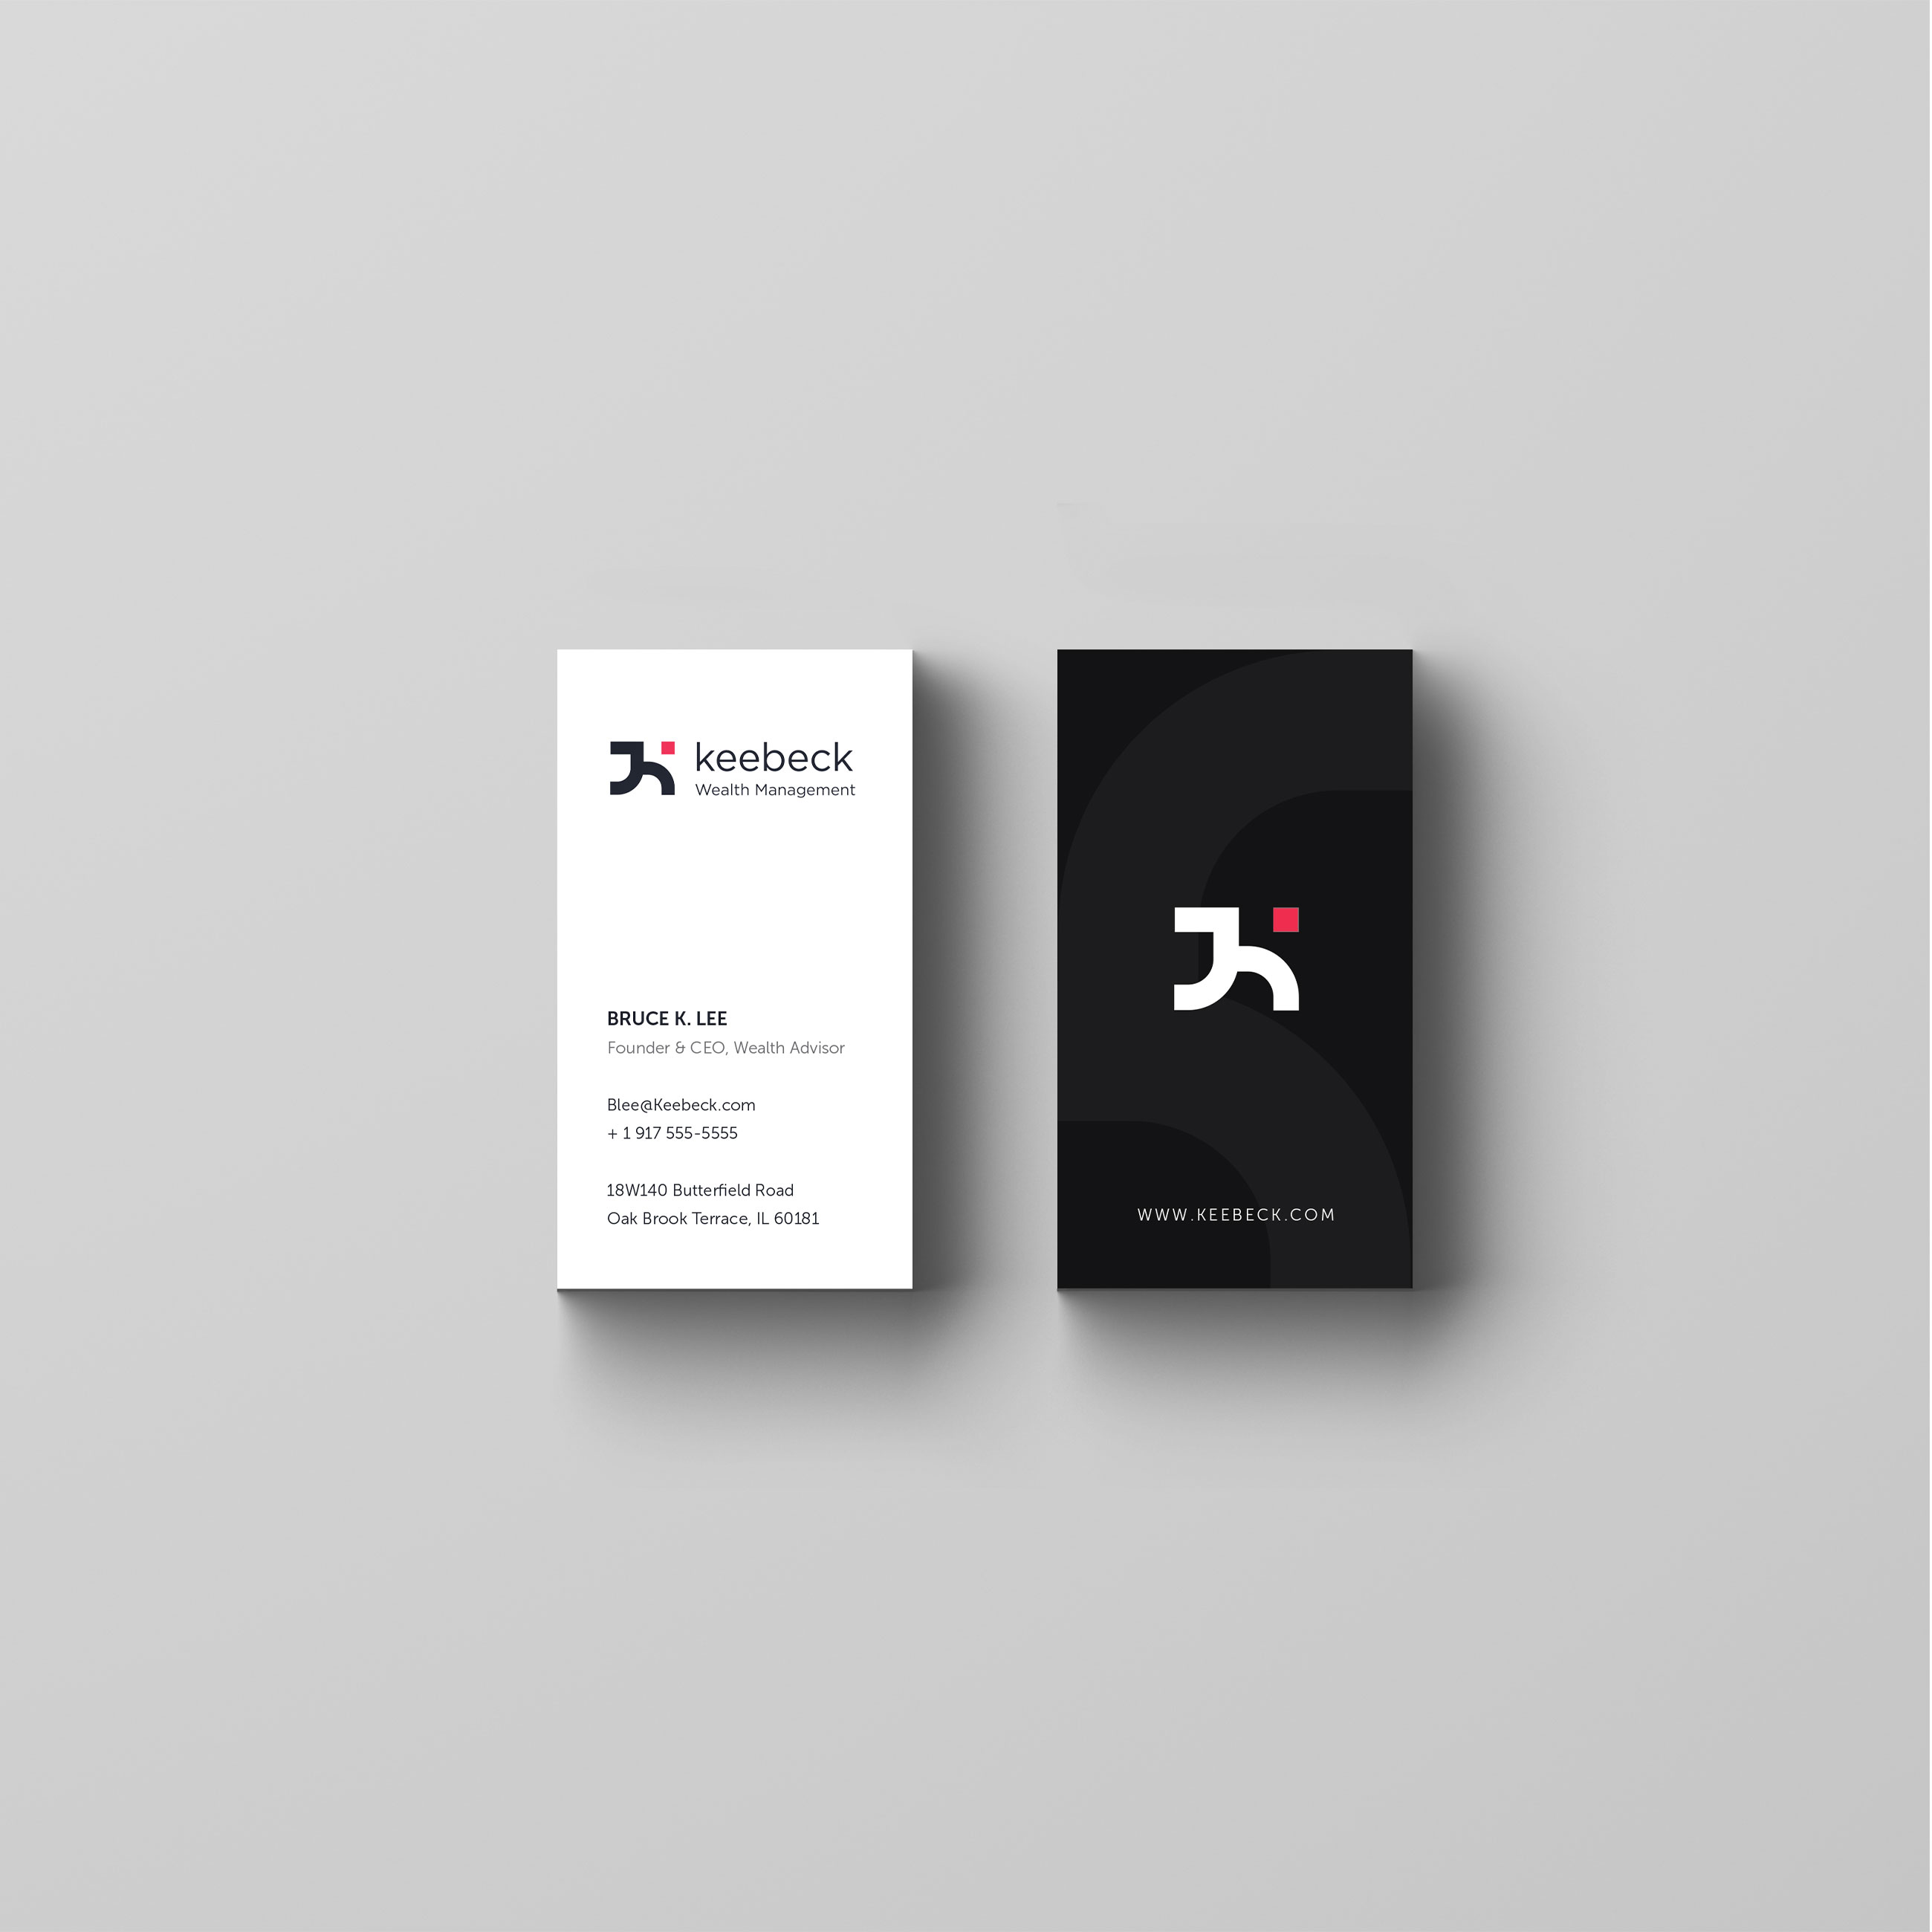 keebeck
Wealth Management
BRUCE K. LEE
Founder & CEO, Wealth Advisor
Blee@Keebeck.com
+ 1 917 555-5555
18W140 Butterfield Road
Oak Brook Terrace, IL 60181
WWW.KEEBECK.COM